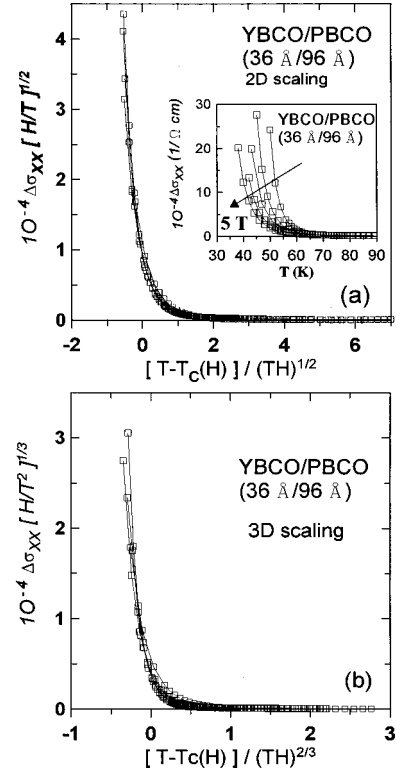 4
3
2
1
0
10⁻⁴ Δσ_XX [H/T]^1/2
YBCO/PBCO
(36 Å/96 Å)
2D scaling
30
20
10
0
10⁻⁴Δσ_XX (1/Ω cm)
YBCO/PBCO
(36 Å/96 Å)
5 T
30 40 50 60 70 80 90
T (K)
(a)
-2 0 2 4 6
[ T-T_C(H) ] / (TH)^1/2
3
2
1
0
10⁻⁴ Δσ_XX [H/T²]^1/3
YBCO/PBCO
(36 Å/96 Å)
3D scaling
(b)
-1 0 1 2 3
[ T-Tc(H) ] / (TH)^2/3